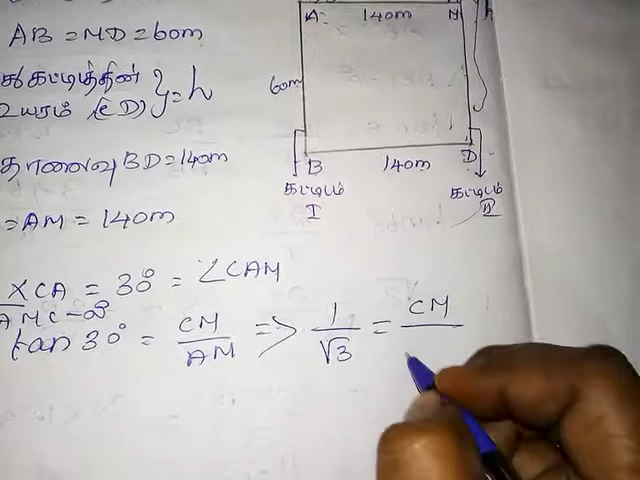 AB = MD = 60m
கட்டிடத்தின்
உயரம் (CD) } = h
தொலைவு BD = 140m
= AM = 140m
XCA = 30° = ∠CAM
AMC-ல்
tan 30° = CM/AM => 1/√3 = CM
A 140m M h
60m
B 140m D
கட்டிடம் கட்டிடம்
I II